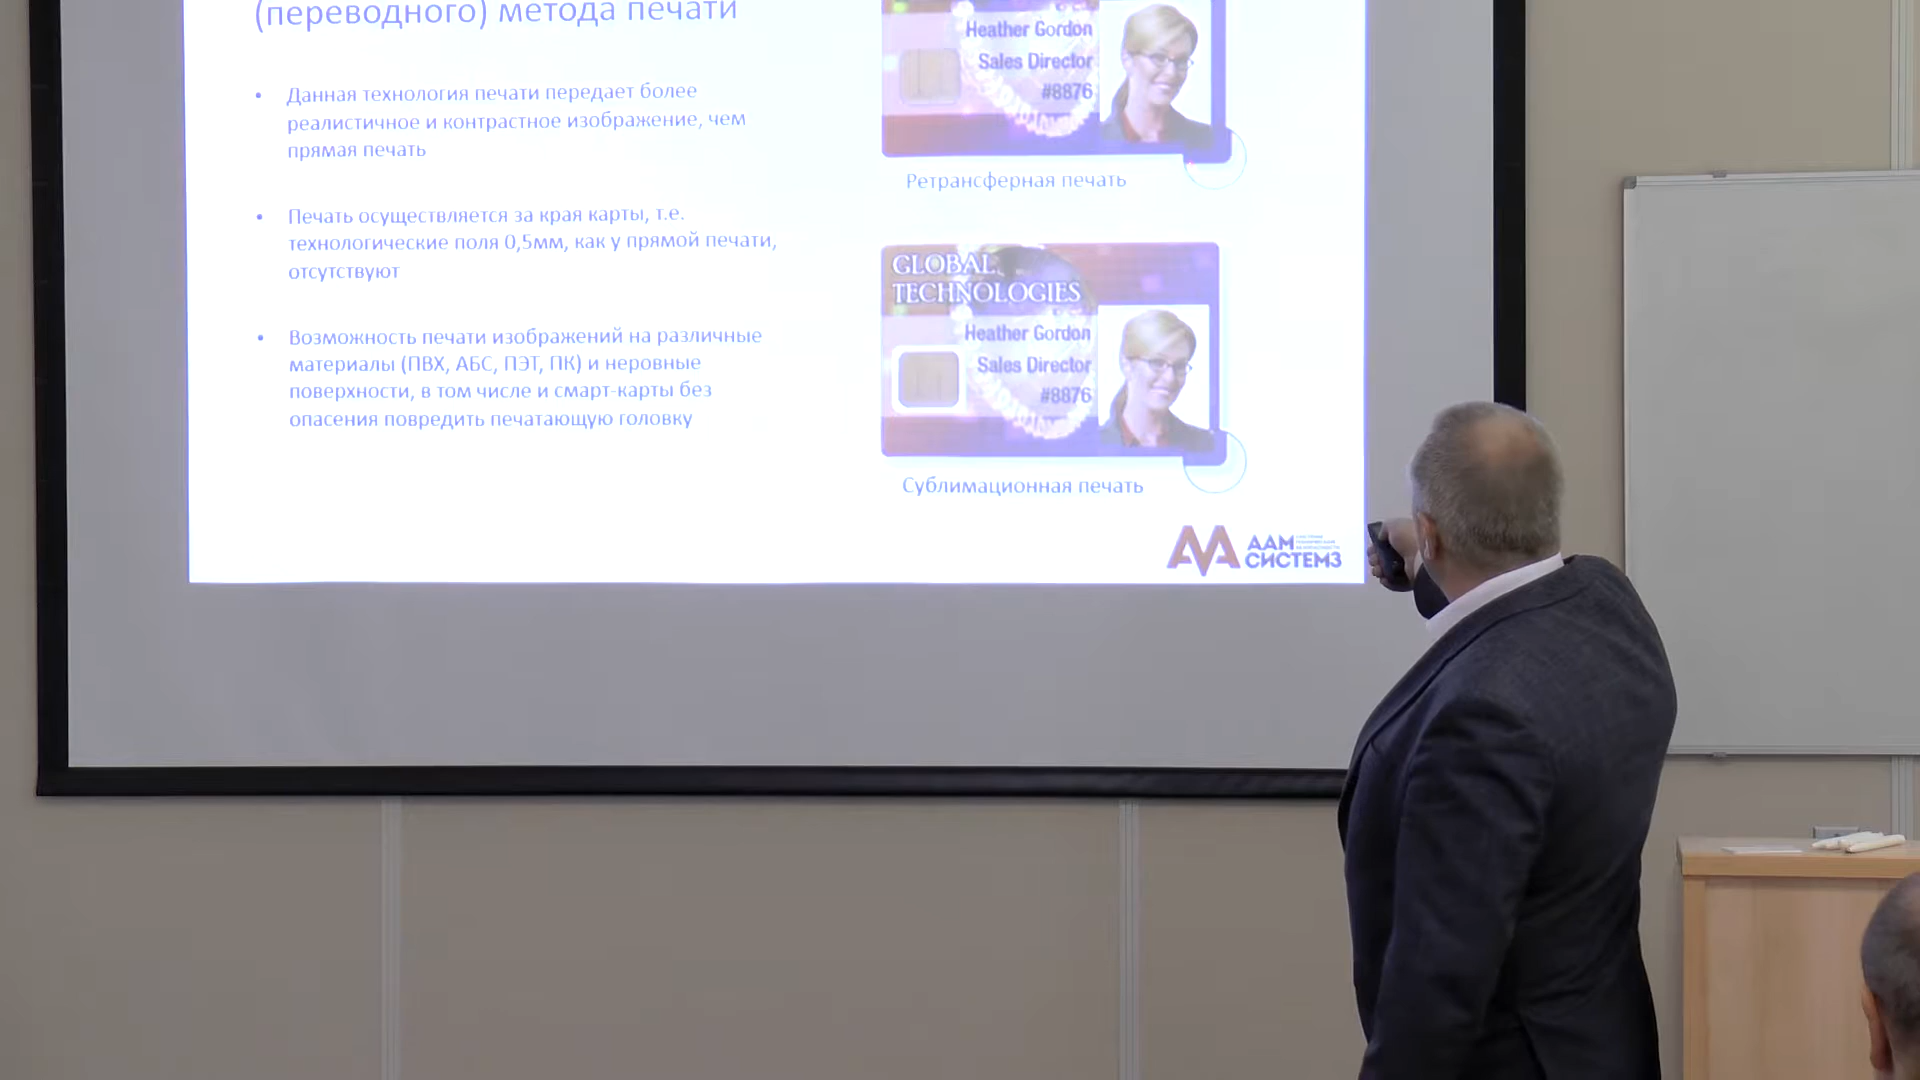 (переводного) метода печати
• Данная технология печати передает более
реалистичное и контрастное изображение, чем
прямая печать
• Печать осуществляется за края карты, т.е.
технологические поля 0,5мм, как у прямой печати,
отсутствуют
• Возможность печати изображений на различные
материалы (ПВХ, АБС, ПЭТ, ПК) и неровные
поверхности, в том числе и смарт-карты без
опасения повредить печатающую головку
Heather Gordon
Sales Director
#8876
Ретрансферная печать
GLOBAL
TECHNOLOGIES
Heather Gordon
Sales Director
#8876
Сублимационная печать
ААМ
СИСТЕМЗ